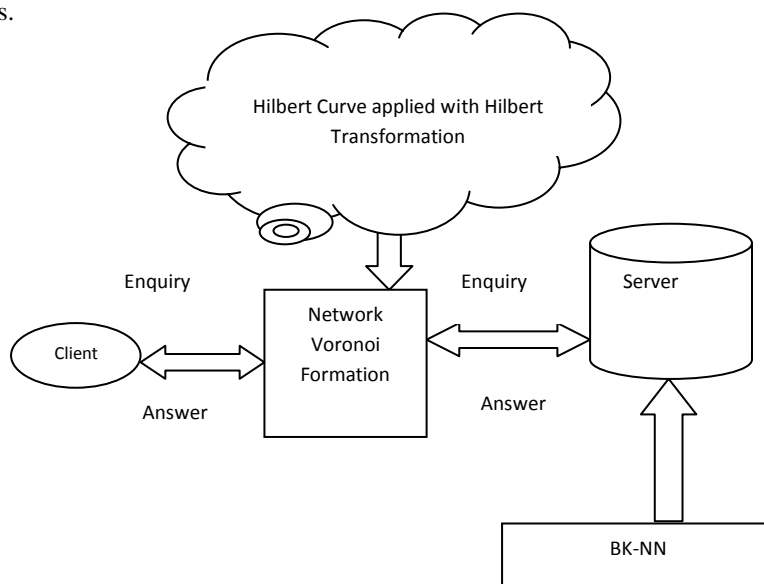 s.
Hilbert Curve applied with Hilbert
Transformation
Enquiry
Enquiry
Server
Network
Voronoi
Formation
Client
Answer
Answer
BK-NN